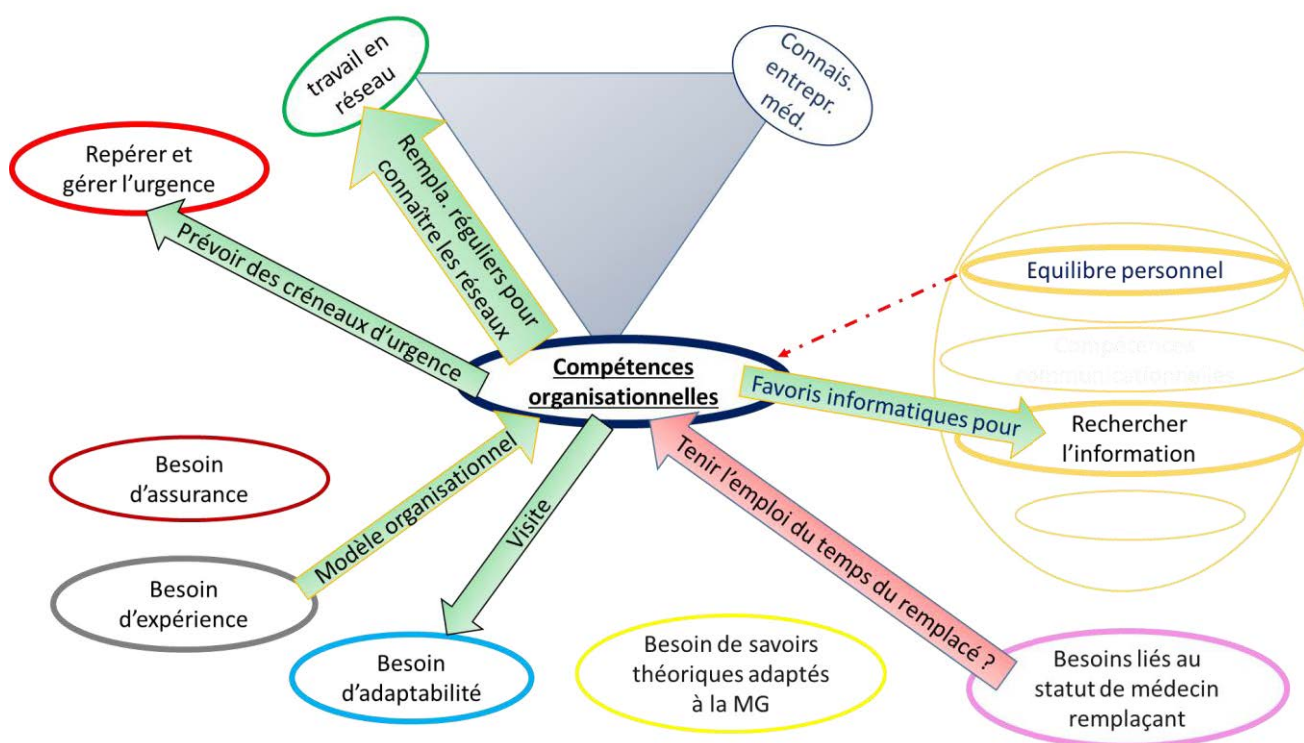 travail en
réseau
Connais.
entrepr.
méd.
Repérer et
gérer l'urgence
Rempla. réguliers pour
connaître les réseaux
Prévoir des créneaux d'urgence
Equilibre personnel
Compétences
communicationnelles
Compétences
organisationnelles
Favoris informatiques pour
Rechercher
l'information
Besoin
d'assurance
Modèle organisationnel
Visite
Tenir l'emploi du temps du remplacé ?
Besoin
d'expérience
Besoin
d'adaptabilité
Besoin de savoirs
théoriques adaptés
à la MG
Besoins liés au
statut de médecin
remplaçant